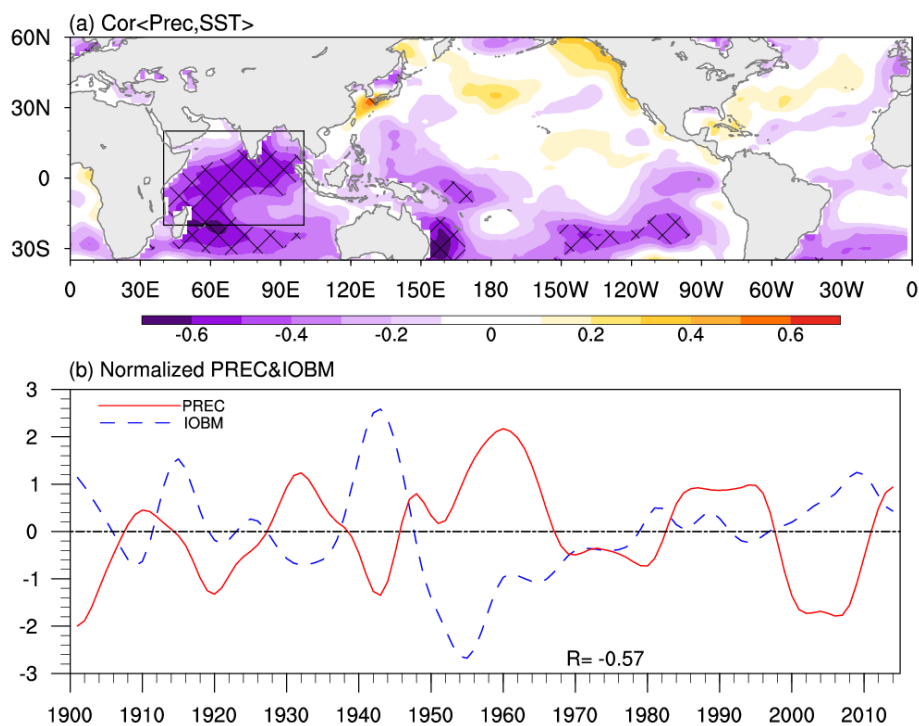 (a) Cor<Prec,SST>
60N
30N
0
30S
0 30E 60E 90E 120E 150E 180 150W 120W 90W 60W 30W 0
-0.6 -0.4 -0.2 0 0.2 0.4 0.6
(b) Normalized PREC&IOBM
3
PREC
IOBM
2
1
0
-1
-2
R= -0.57
-3
1900 1910 1920 1930 1940 1950 1960 1970 1980 1990 2000 2010